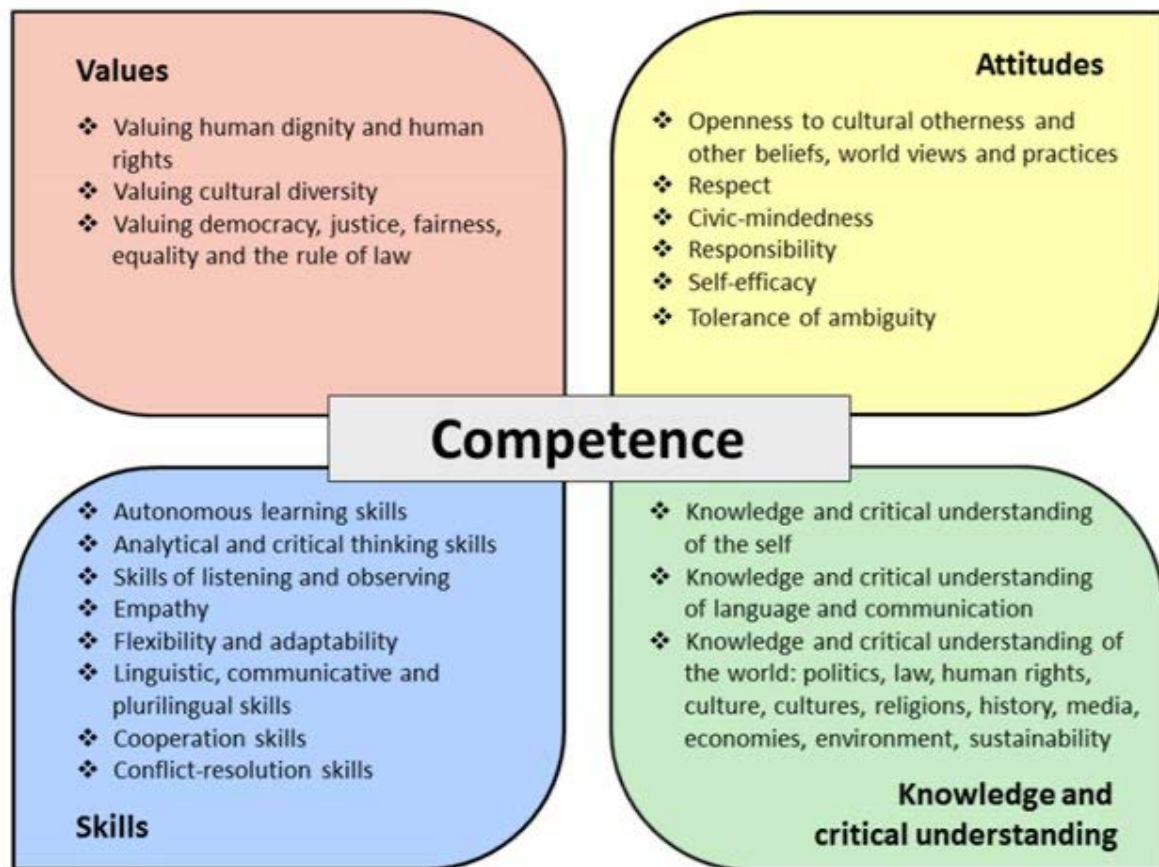 Values
❖ Valuing human dignity and human
rights
❖ Valuing cultural diversity
❖ Valuing democracy, justice, fairness,
equality and the rule of law
Attitudes
❖ Openness to cultural otherness and
other beliefs, world views and practices
❖ Respect
❖ Civic-mindedness
❖ Responsibility
❖ Self-efficacy
❖ Tolerance of ambiguity
Competence
❖ Autonomous learning skills
❖ Analytical and critical thinking skills
❖ Skills of listening and observing
❖ Empathy
❖ Flexibility and adaptability
❖ Linguistic, communicative and
plurilingual skills
❖ Cooperation skills
❖ Conflict-resolution skills
Skills
❖ Knowledge and critical understanding
of the self
❖ Knowledge and critical understanding
of language and communication
❖ Knowledge and critical understanding of
the world: politics, law, human rights,
culture, cultures, religions, history, media,
economies, environment, sustainability
Knowledge and
critical understanding